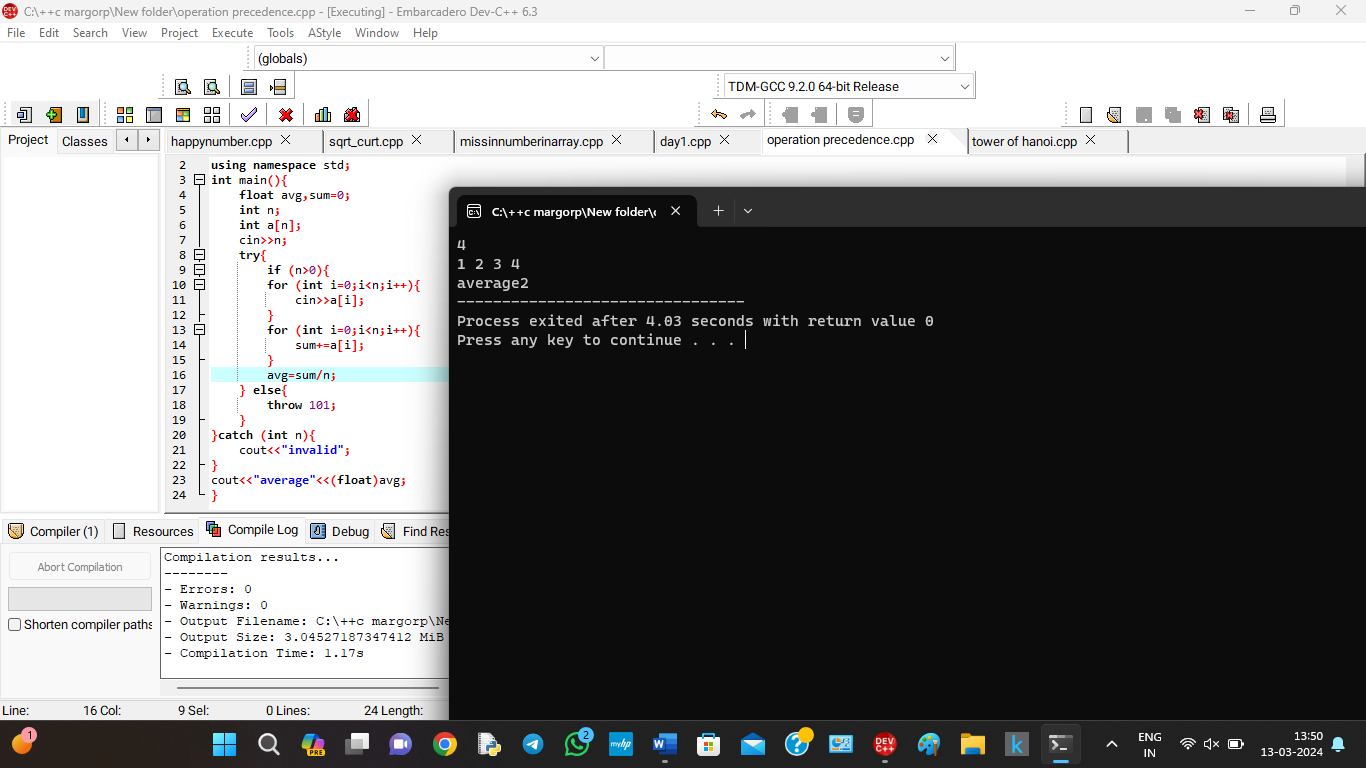 C:\++c margorp\New folder\operation precedence.cpp - [Executing] - Embarcadero Dev-C++ 6.3
File Edit Search View Project Execute Tools AStyle Window Help
(globals)
TDM-GCC 9.2.0 64-bit Release
Project Classes happynumber.cpp sqrt_curt.cpp missinnumberinarray.cpp day1.cpp operation precedence.cpp tower of hanoi.cpp
2 using namespace std;
3 int main(){
4 float avg,sum=0;
5 int n;
6 int a[n];
7 cin>>n;
8 try{
9 if (n>0){
10 for (int i=0;i<n;i++){
11 cin>>a[i];
12 }
13 for (int i=0;i<n;i++){
14 sum+=a[i];
15 }
16 avg=sum/n;
17 } else{
18 throw 101;
19 }
20 }catch (int n){
21 cout<<"invalid";
22 }
23 cout<<"average"<<(float)avg;
24 }
C:\++c margorp\New folder\
4
1 2 3 4
average2
--------------------------------
Process exited after 4.03 seconds with return value 0
Press any key to continue . . .
Compiler (1) Resources Compile Log Debug Find Res
Abort Compilation
Shorten compiler paths
Compilation results...
--------
- Errors: 0
- Warnings: 0
- Output Filename: C:\++c margorp\Ne
- Output Size: 3.04527187347412 MiB
- Compilation Time: 1.17s
Line: 16 Col: 9 Sel: 0 Lines: 24 Length:
1
PRE
2
myhp
DEV C++
ENG
IN
13:50
13-03-2024